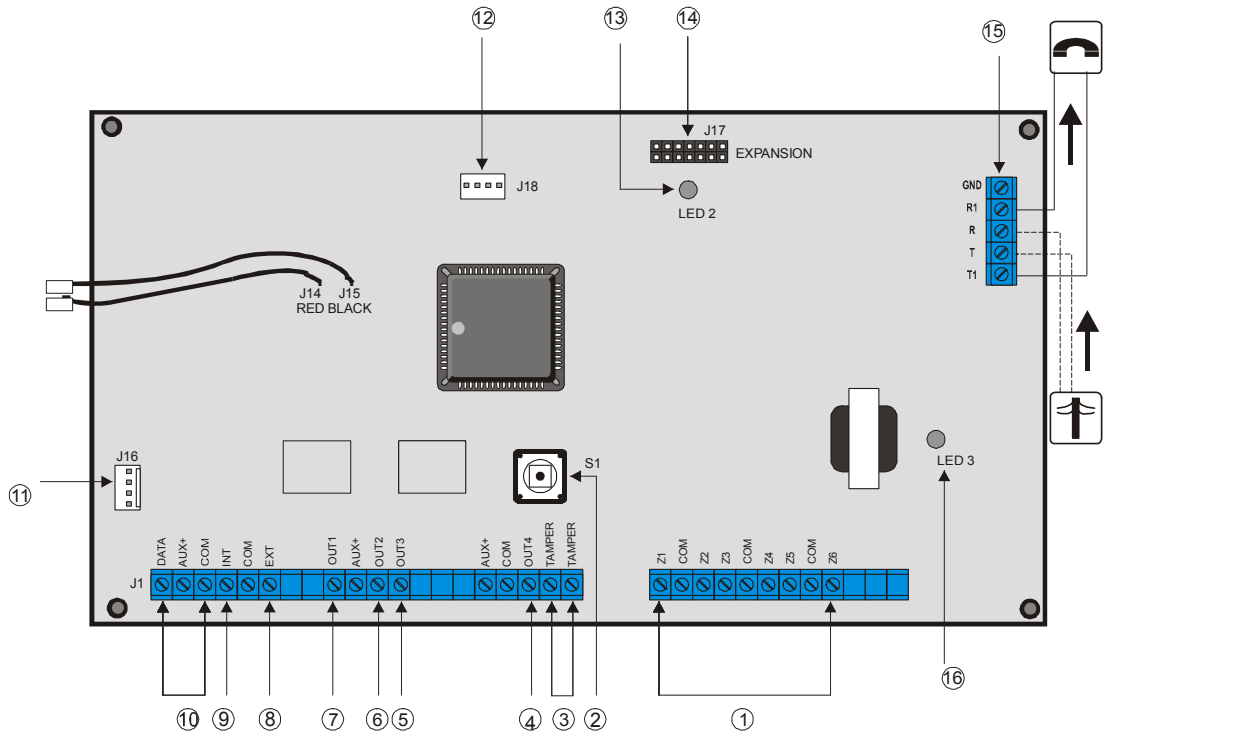 12
13
14
15
J17
EXPANSION
J18
LED 2
GND
R1
R
T
T1
J14 J15
RED BLACK
J16
S1
LED 3
11
DATA
AUX+
COM
INT
COM
EXT
OUT1
AUX+
OUT2
OUT3
AUX+
COM
OUT4
TAMPER
TAMPER
Z1
COM
Z2
Z3
COM
Z4
Z5
COM
Z6
J1
16
10
9
8
7
6
5
4
3
2
1